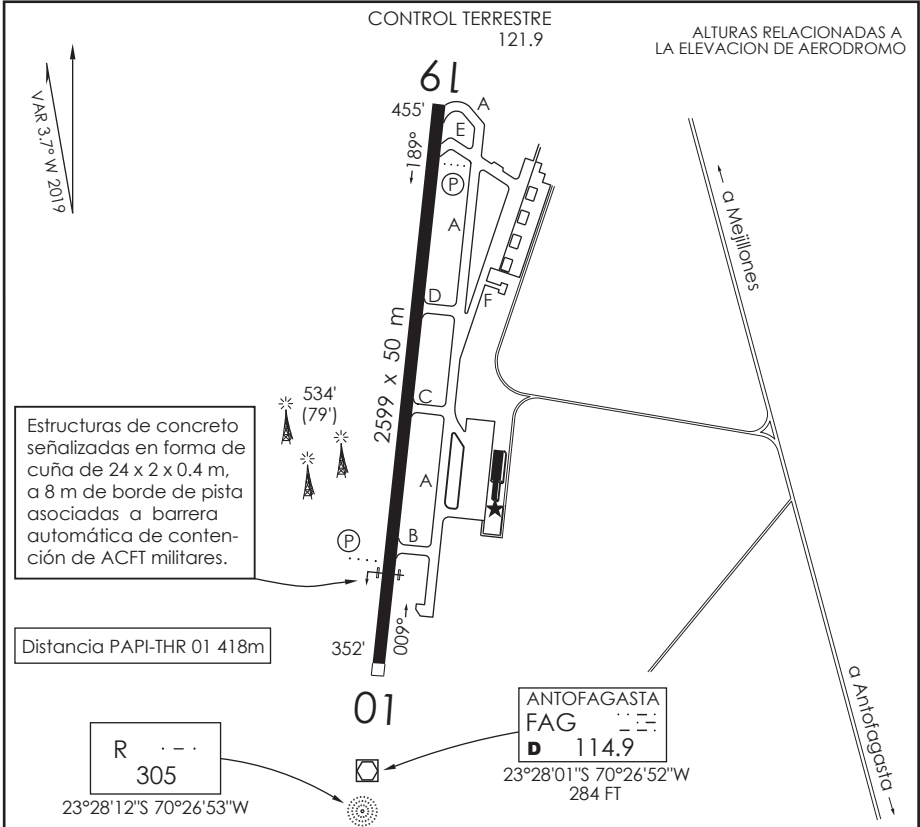 CONTROL TERRESTRE
121.9
ALTURAS RELACIONADAS A
LA ELEVACION DE AERODROMO
VAR 3.7° W 2019
19
455'
A
E
←189°
P
A
D
F
2599 x 50 m
← a Mejillones
534'
(79')
C
Estructuras de concreto
señalizadas en forma de
cuña de 24 x 2 x 0.4 m,
a 8 m de borde de pista
asociadas a barrera
automática de conten-
ción de ACFT militares.
A
P
B
009°→
Distancia PAPI-THR 01 418m
352'
01
a Antofagasta →
R
305
23°28'12"S 70°26'53"W
ANTOFAGASTA
FAG
D 114.9
23°28'01"S 70°26'52"W
284 FT